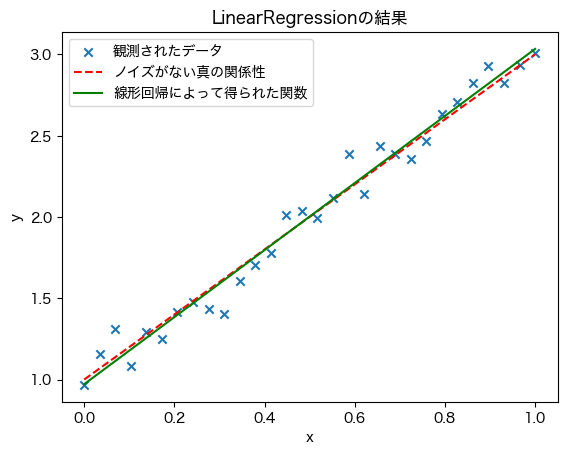 LinearRegressionの結果
観測されたデータ
ノイズがない真の関係性
線形回帰によって得られた関数
3.0
2.5
2.0
1.5
1.0
y
0.0 0.2 0.4 0.6 0.8 1.0
x